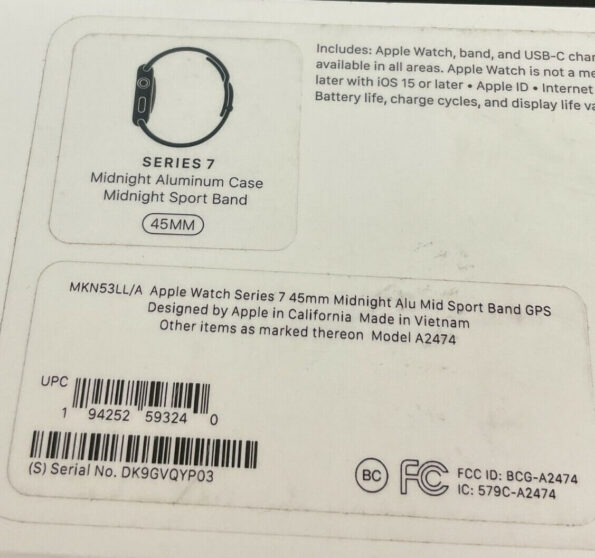 Includes: Apple Watch, band, and USB-C
available in all areas. Apple Watch is not a
later with iOS 15 or later • Apple ID • Internet
Battery life, charge cycles, and display life
SERIES 7
Midnight Aluminum Case
Midnight Sport Band
45MM
MKN53LL/A Apple Watch Series 7 45mm Midnight Alu Mid Sport Band GPS
Designed by Apple in California Made in Vietnam
Other items as marked thereon Model A2474
UPC
1 94252 59324 0
(S) Serial No. DK9GVQYP03
BC FC FCC ID: BCG-A2474
IC: 579C-A2474